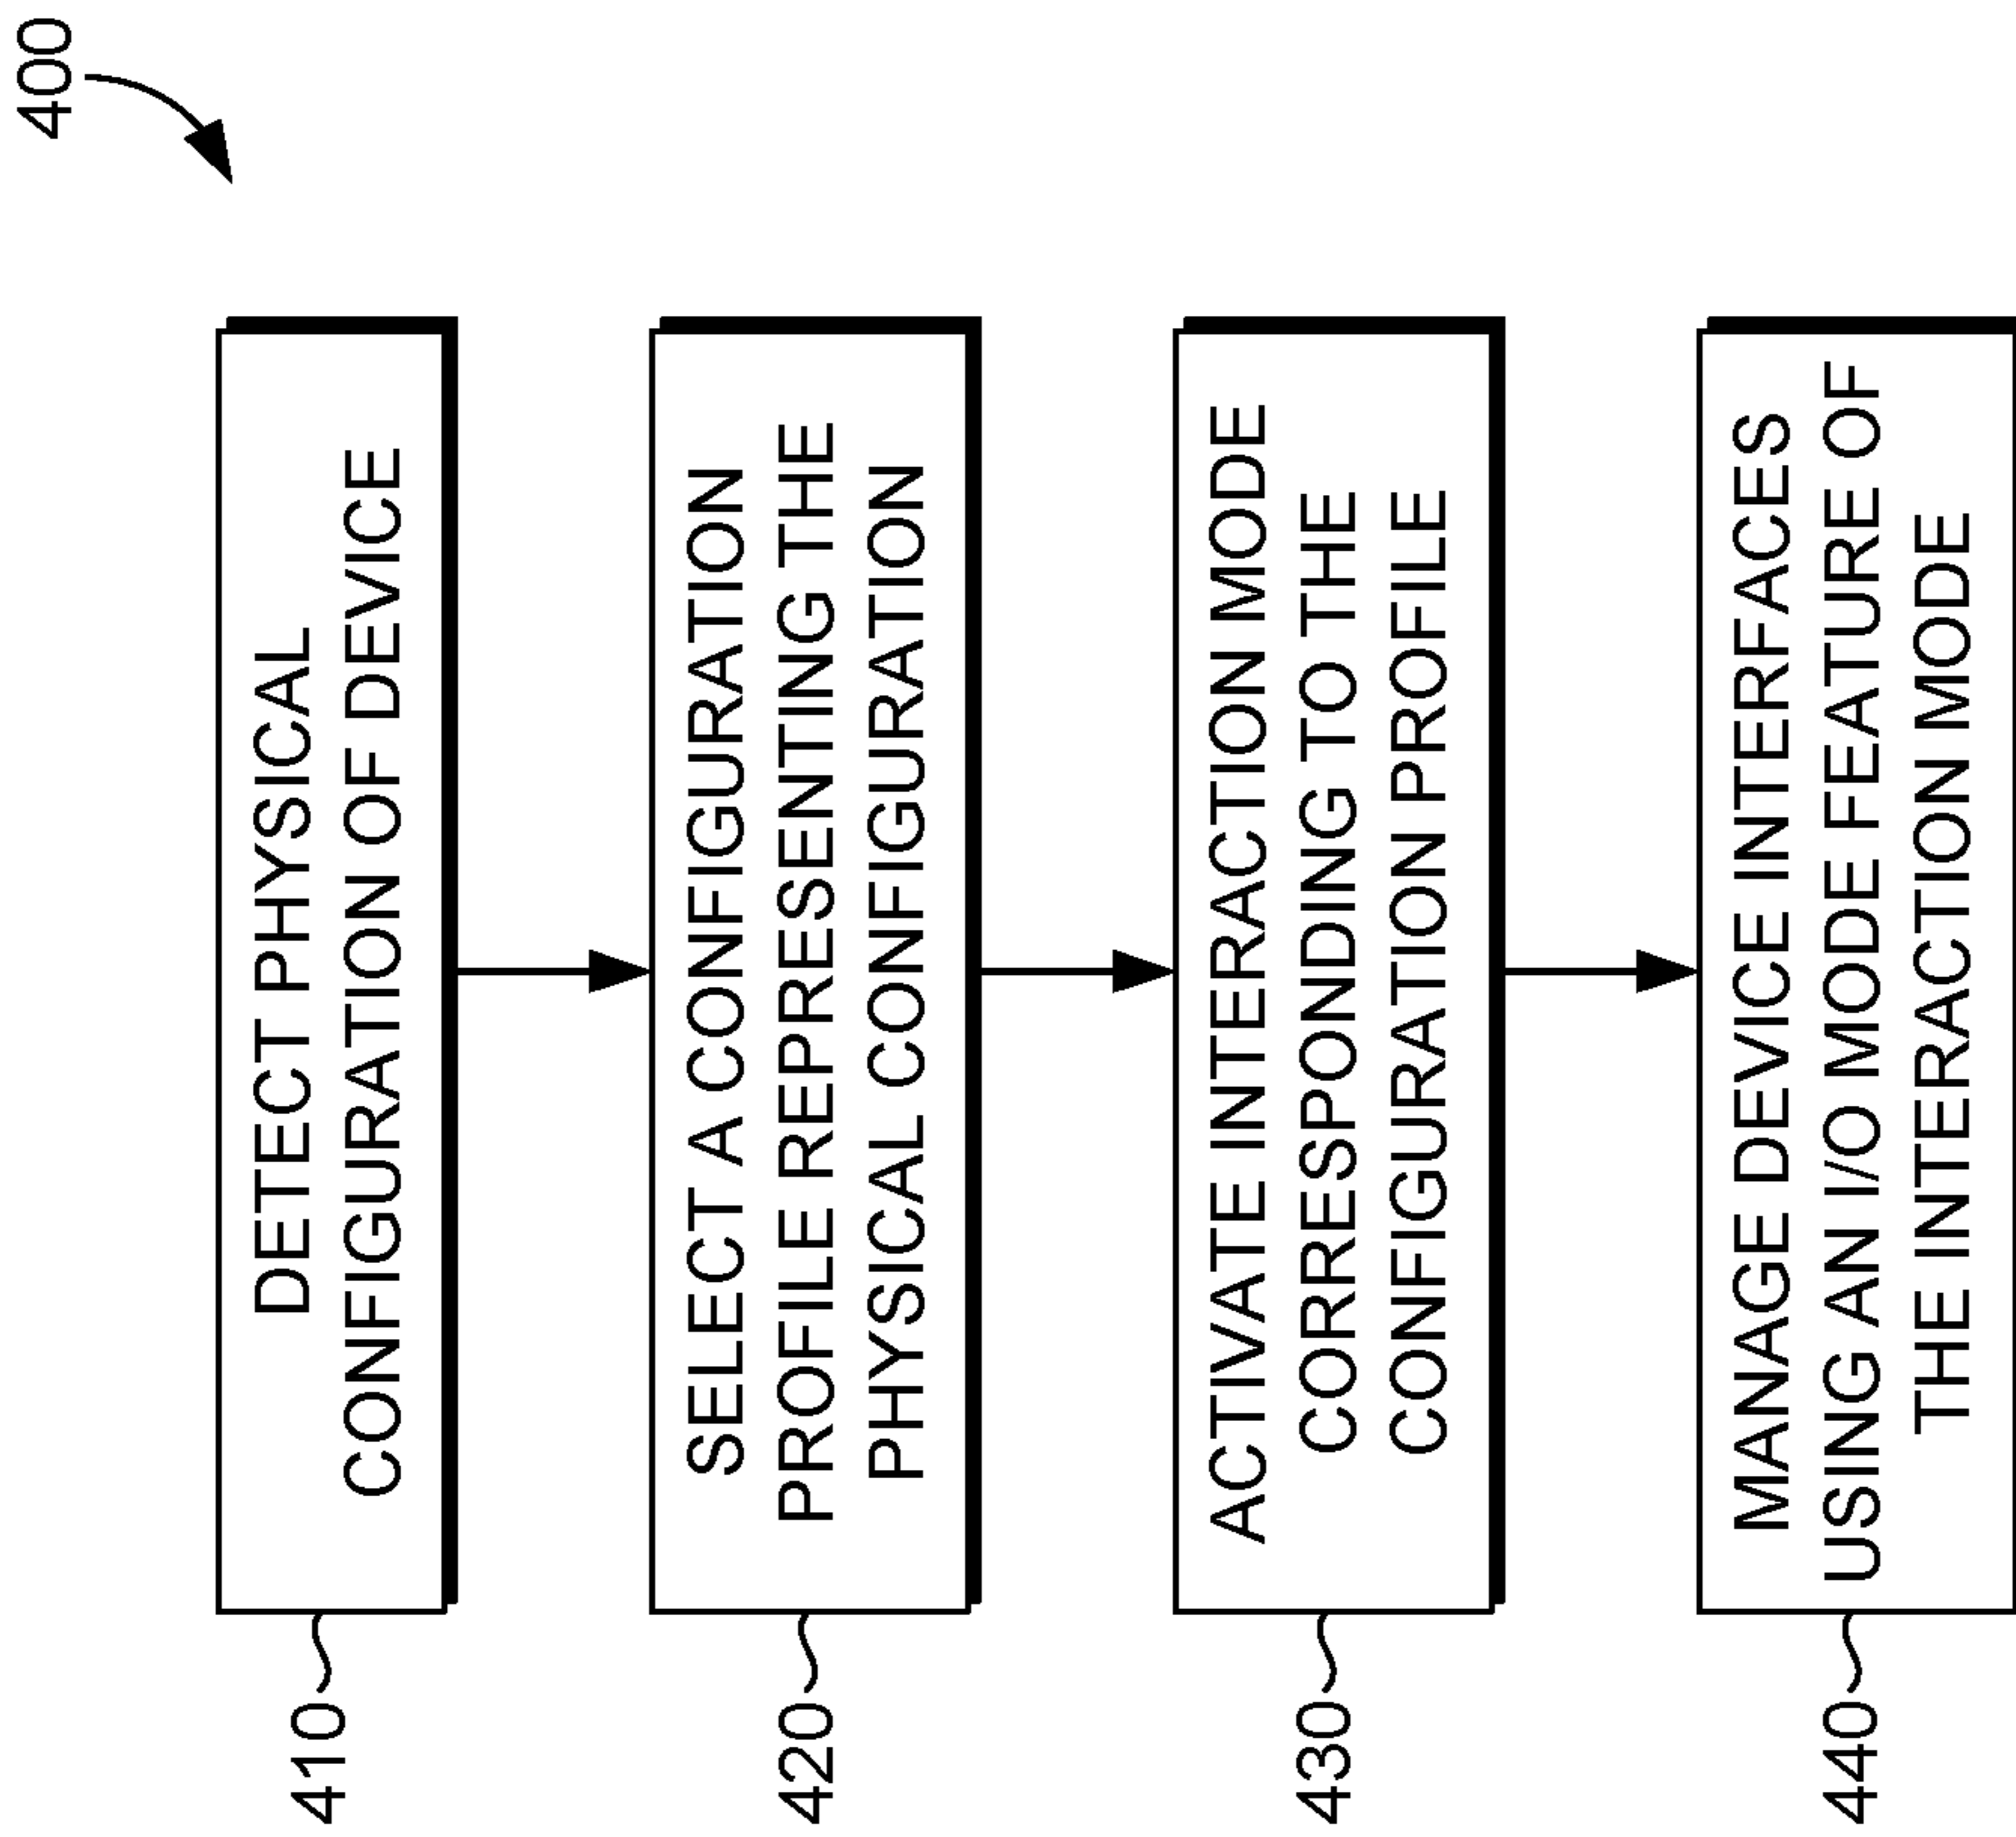 400
410
DETECT PHYSICAL
CONFIGURATION OF DEVICE
420
SELECT A CONFIGURATION
PROFILE REPRESENTING THE
PHYSICAL CONFIGURATION
430
ACTIVATE INTERACTION MODE
CORRESPONDING TO THE
CONFIGURATION PROFILE
440
MANAGE DEVICE INTERFACES
USING AN I/O MODE FEATURE OF
THE INTERACTION MODE